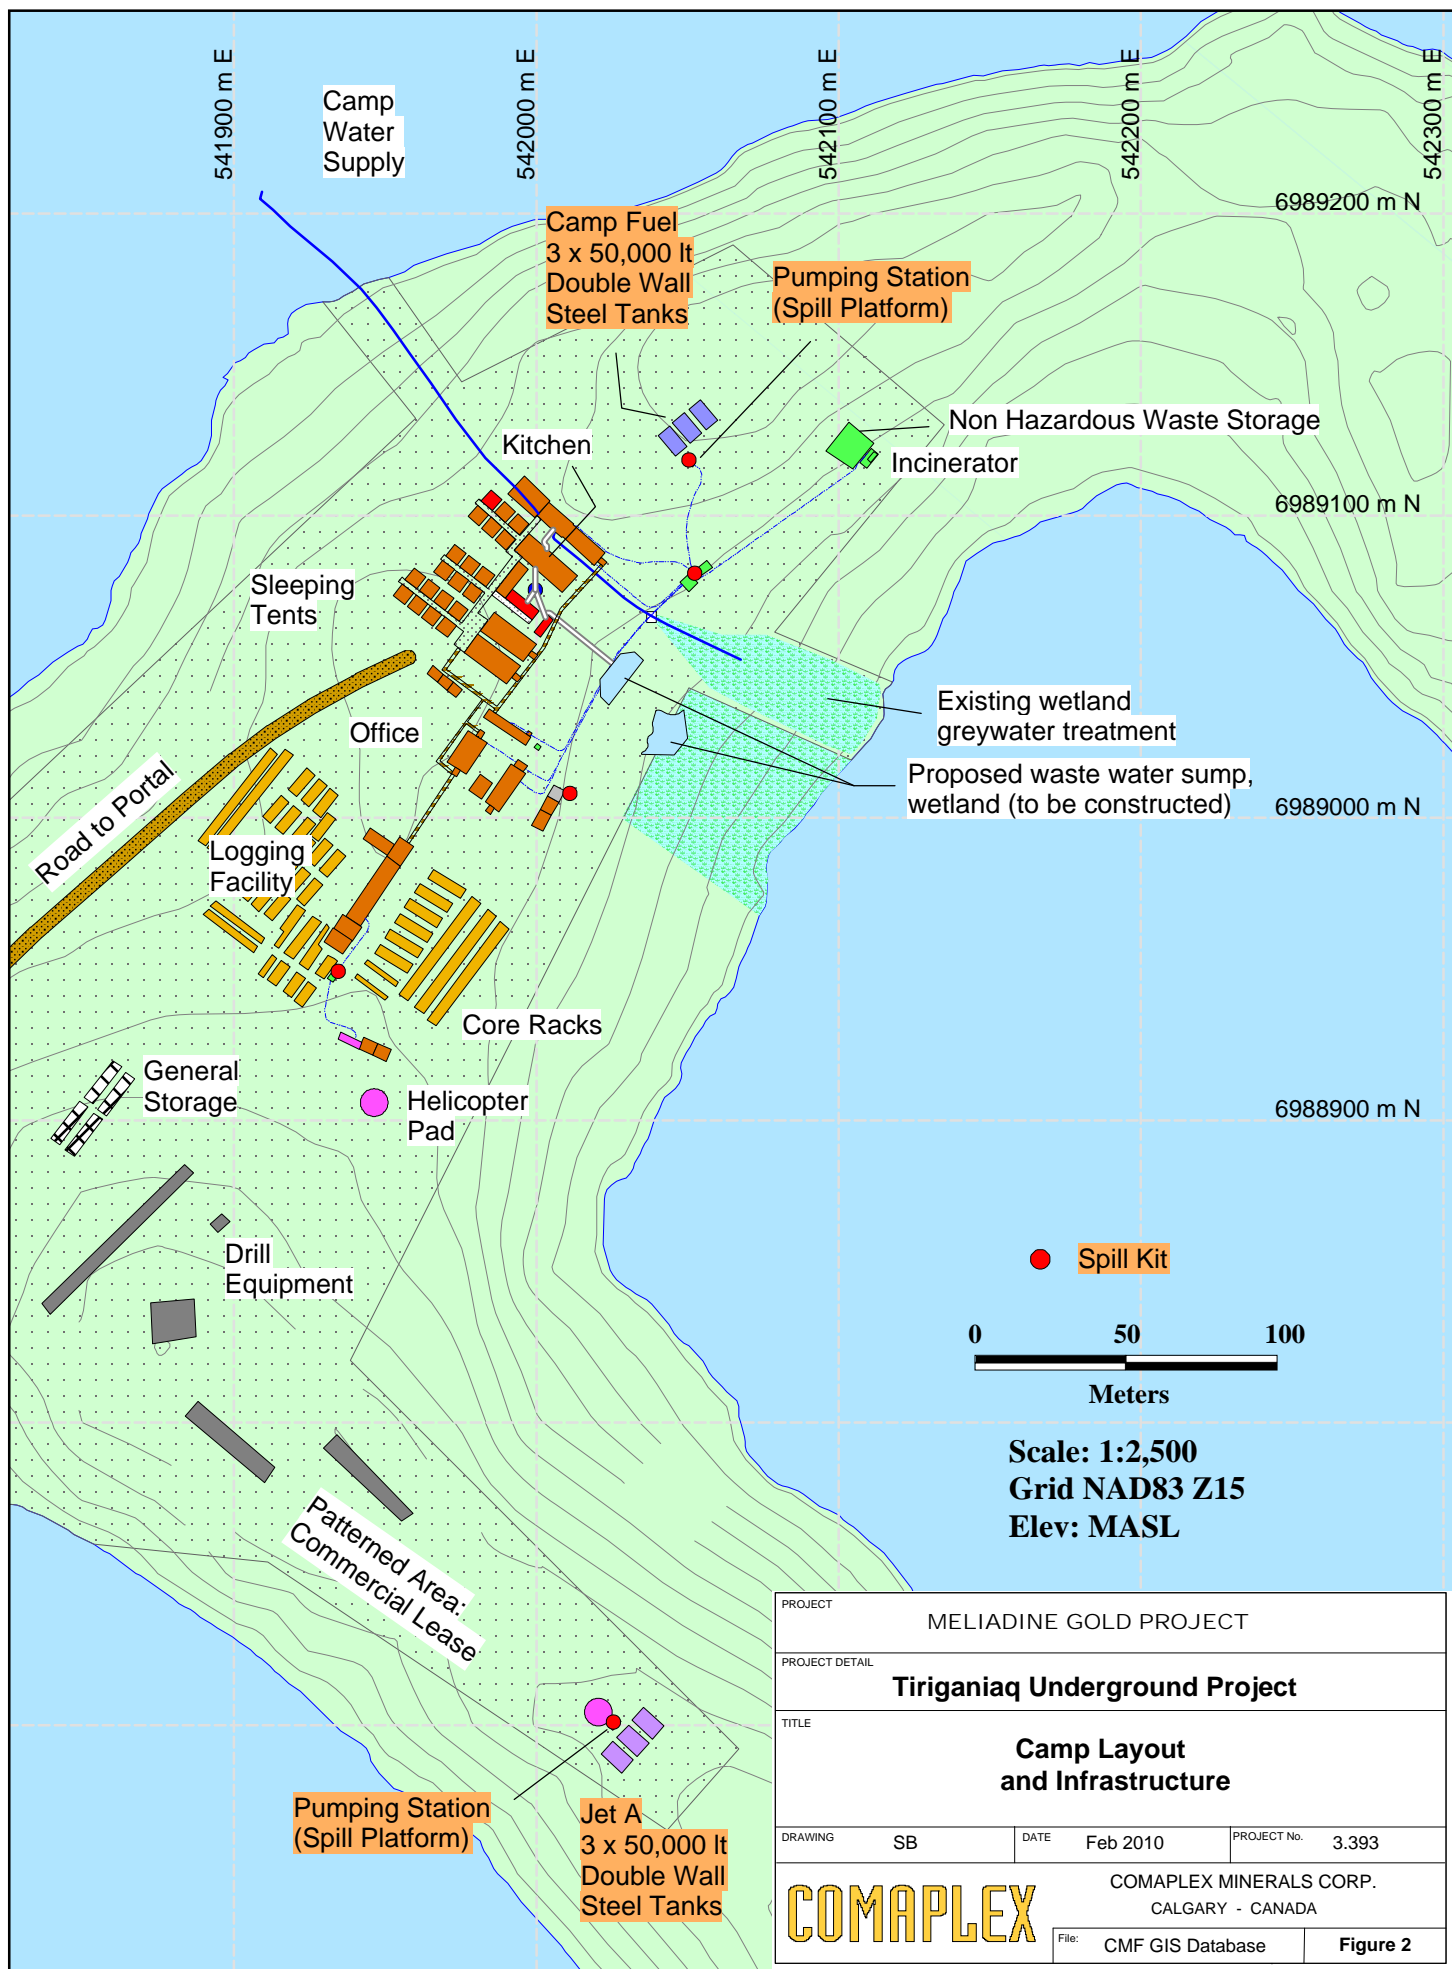 541900 m E
542000 m E
542100 m E
542200 m E
542300 m E
Camp
Water
Supply
6989200 m N
Camp Fuel
3 x 50,000 lt
Double Wall
Steel Tanks
Pumping Station
(Spill Platform)
Non Hazardous Waste Storage
Kitchen
Incinerator
6989100 m N
Sleeping
Tents
Existing wetland
greywater treatment
Office
Proposed waste water sump,
wetland (to be constructed)
6989000 m N
Road to Portal
Logging
Facility
Core Racks
General
Storage
Helicopter
Pad
6988900 m N
Drill
Equipment
Spill Kit
0 50 100
Meters
Scale: 1:2,500
Grid NAD83 Z15
Elev: MASL
Patterned Area:
Commercial Lease
Pumping Station
(Spill Platform)
Jet A
3 x 50,000 lt
Double Wall
Steel Tanks
PROJECT
MELIADINE GOLD PROJECT
PROJECT DETAIL
Tiriganiaq Underground Project
TITLE
Camp Layout
and Infrastructure
DRAWING SB DATE Feb 2010 PROJECT No. 3.393
COMAPLEX
COMAPLEX MINERALS CORP.
CALGARY - CANADA
File: CMF GIS Database Figure 2